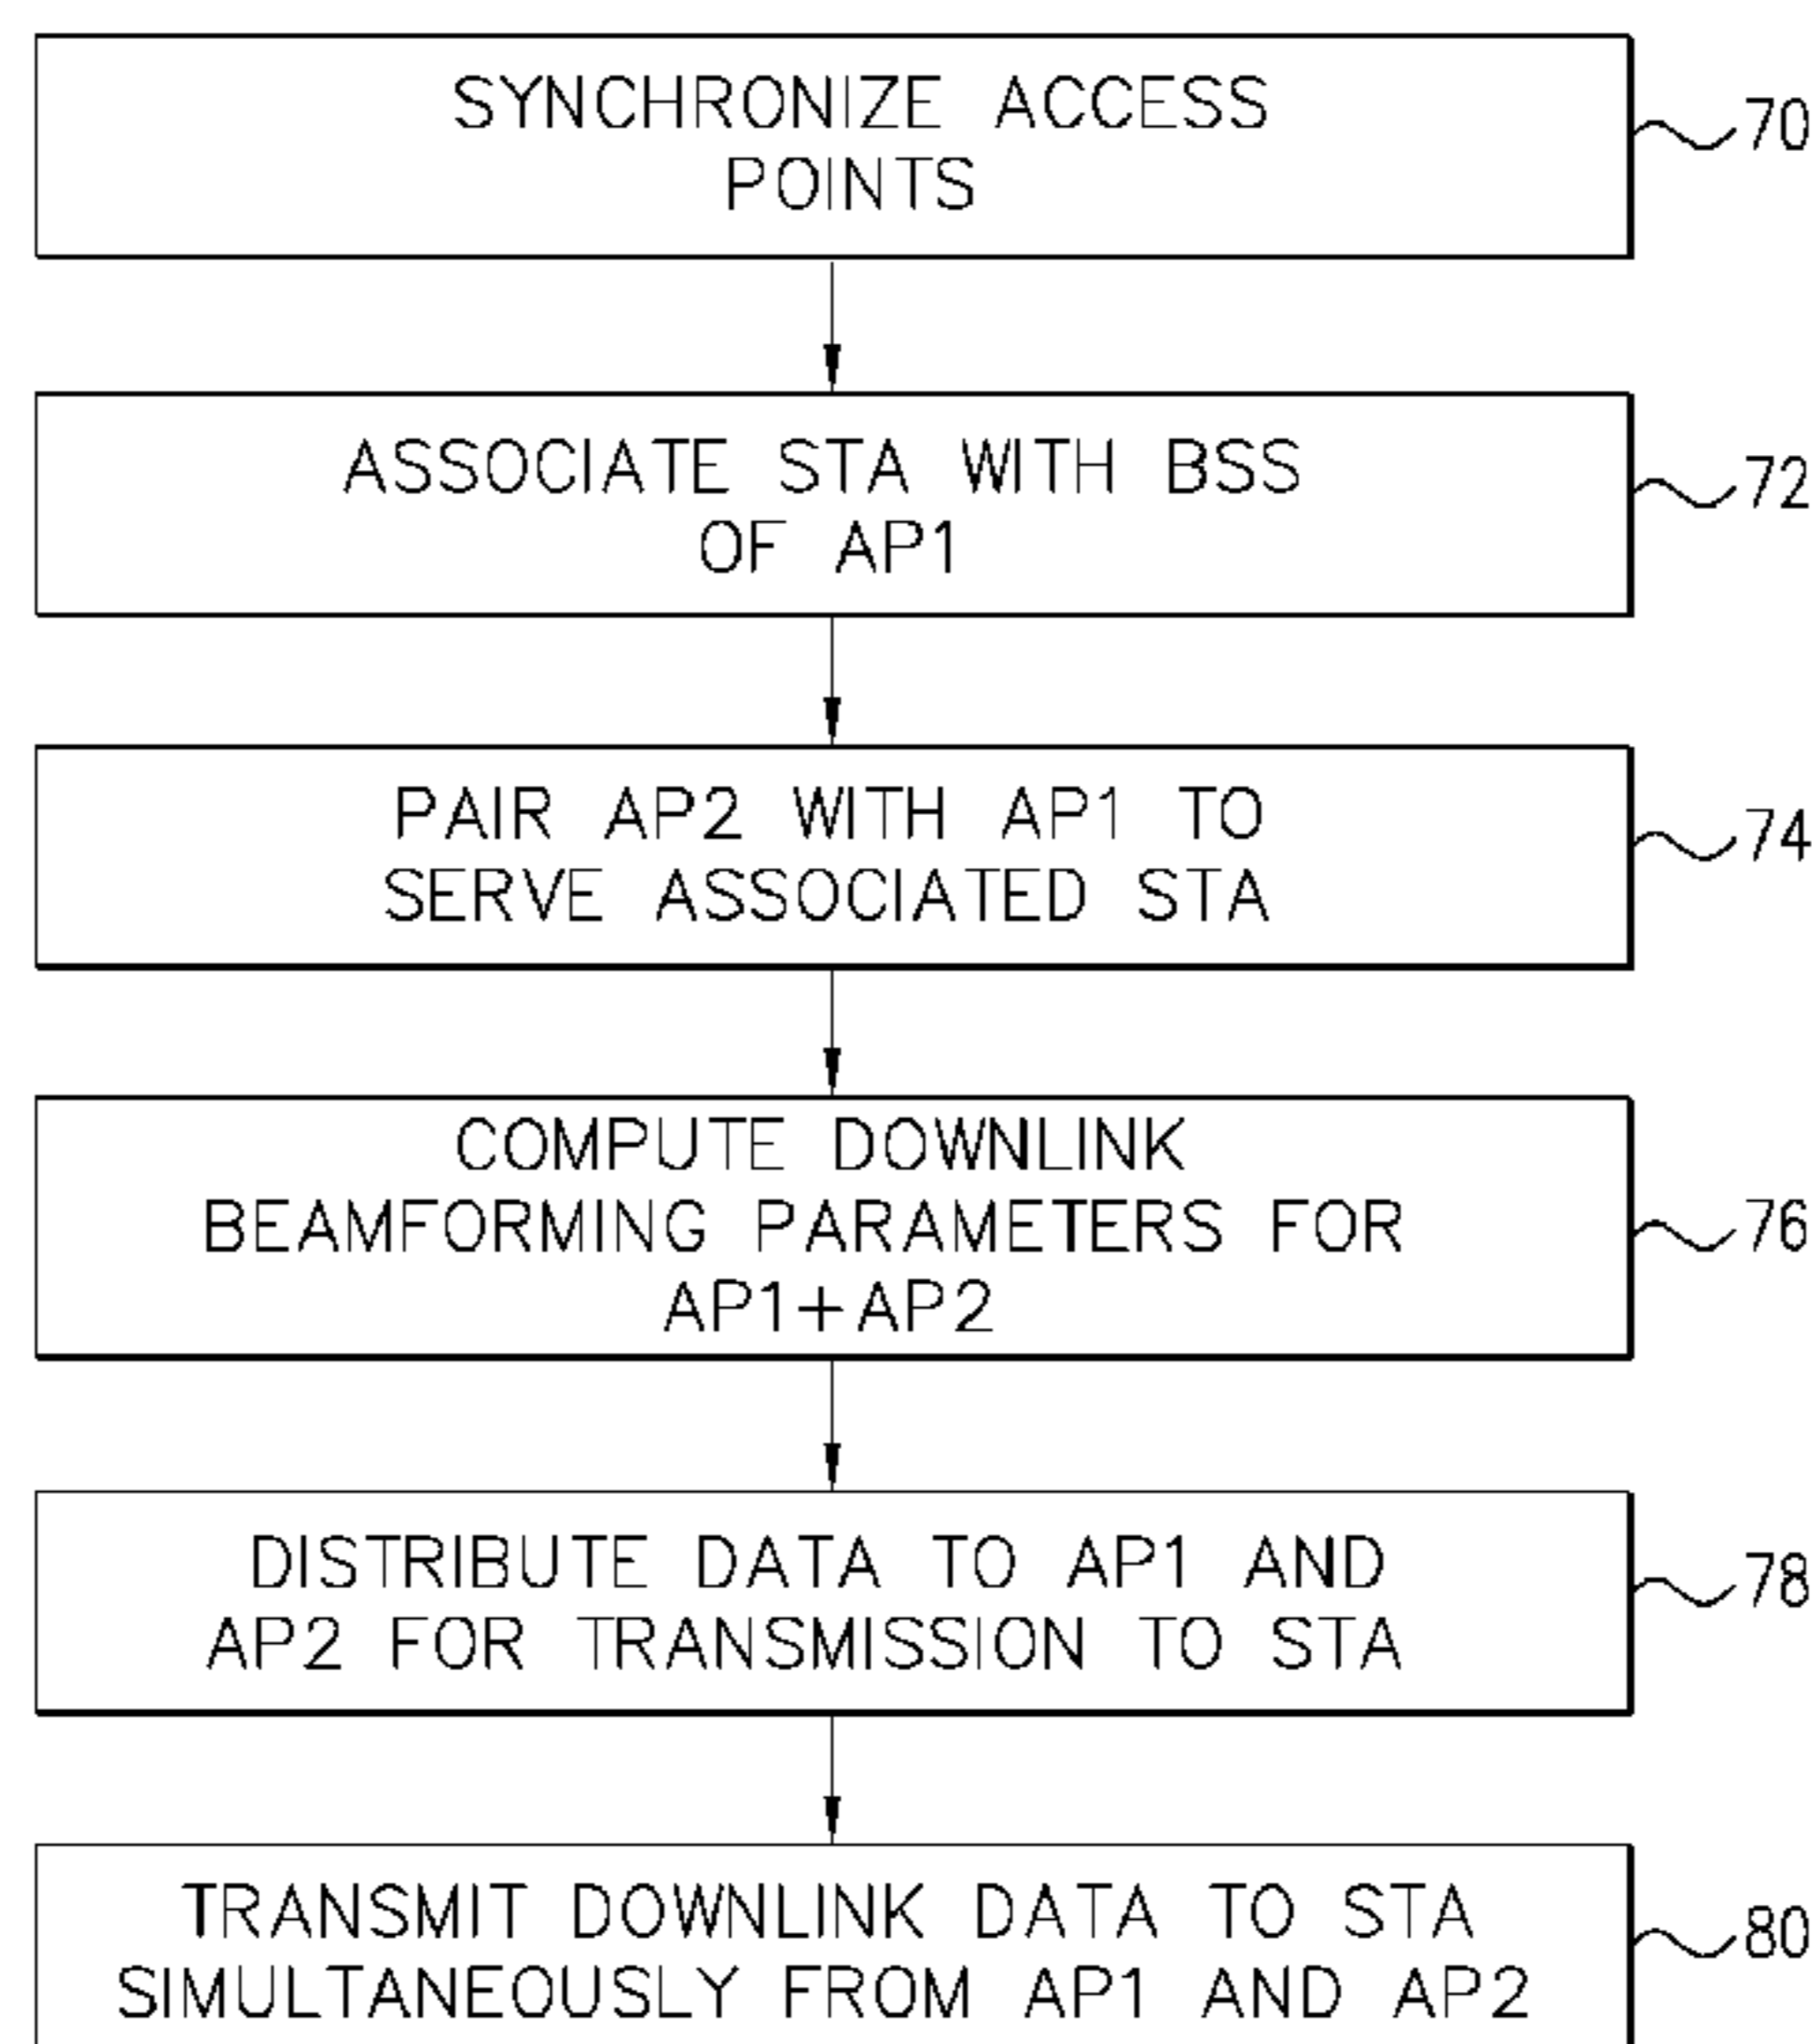 SYNCHRONIZE ACCESS
POINTS
70
ASSOCIATE STA WITH BSS
OF AP1
72
PAIR AP2 WITH AP1 TO
SERVE ASSOCIATED STA
74
COMPUTE DOWNLINK
BEAMFORMING PARAMETERS FOR
AP1+AP2
76
DISTRIBUTE DATA TO AP1 AND
AP2 FOR TRANSMISSION TO STA
78
TRANSMIT DOWNLINK DATA TO STA
SIMULTANEOUSLY FROM AP1 AND AP2
80